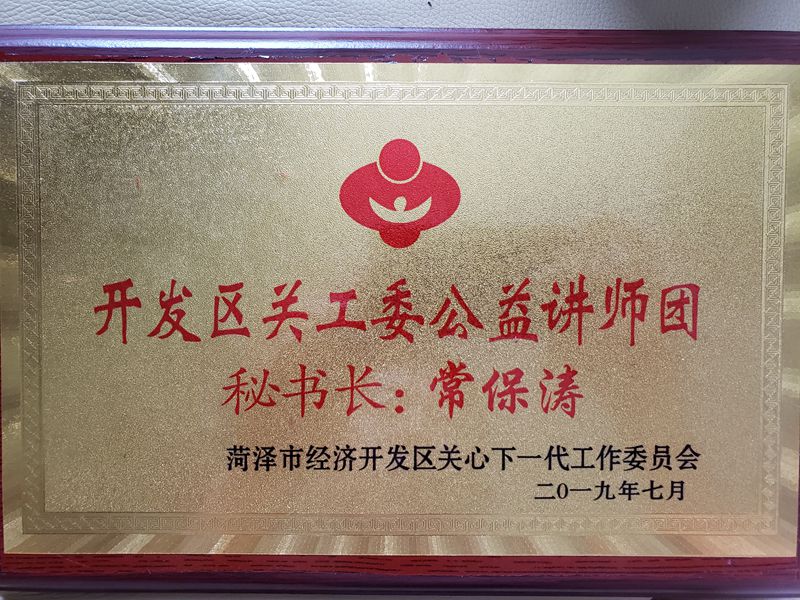 开发区关工委公益讲师团
秘书长：常保涛
菏泽市经济开发区关心下一代工作委员会
二0一九年七月